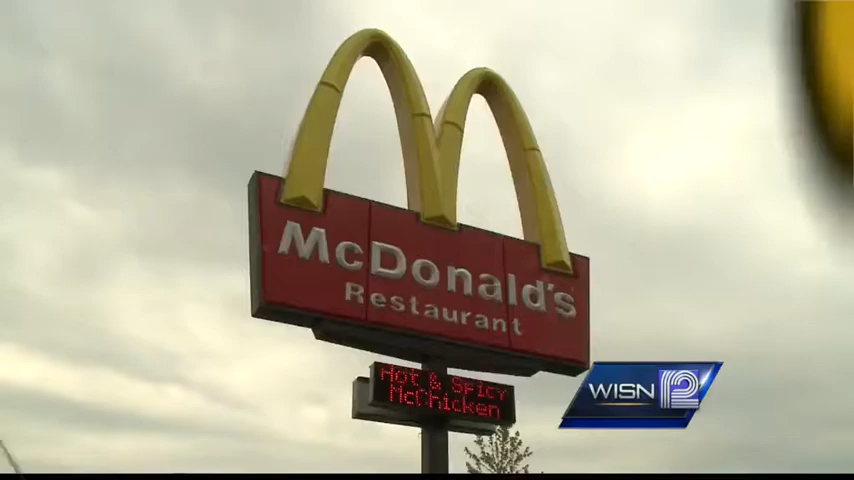 McDonald's
Restaurant
Hot & Spicy
McChicken
WISN 12